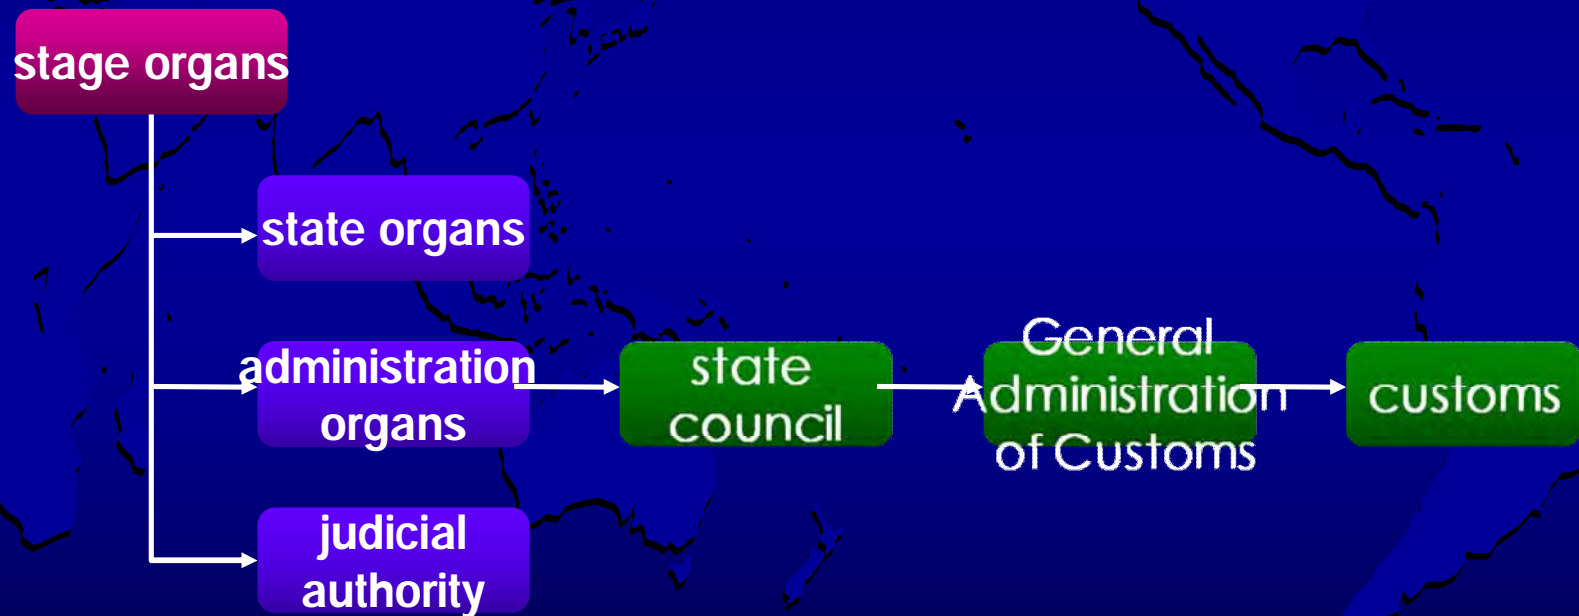 stage organs
state organs
administration
organs
state
council
General
Administration
of Customs
customs
judicial
authority